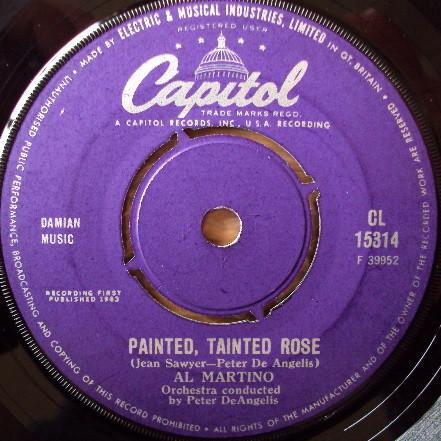 MADE BY ELECTRIC & MUSICAL INDUSTRIES, LIMITED IN GT. BRITAIN • ALL RIGHTS OF THE MANUFACTURER AND OF THE OWNER OF THE RECORDED WORK ARE RESERVED • UNAUTHORISED PUBLIC PERFORMANCE, BROADCASTING AND COPYING OF THIS RECORD PROHIBITED •
REGISTERED USER
Capitol
TRADE MARKS REGD.
A CAPITOL RECORDS, INC., U.S.A. RECORDING
DAMIAN
MUSIC
CL
15314
F 39952
RECORDING FIRST
PUBLISHED 1963
PAINTED, TAINTED ROSE
(Jean Sawyer—Peter De Angelis)
AL MARTINO
Orchestra conducted
by Peter DeAngelis